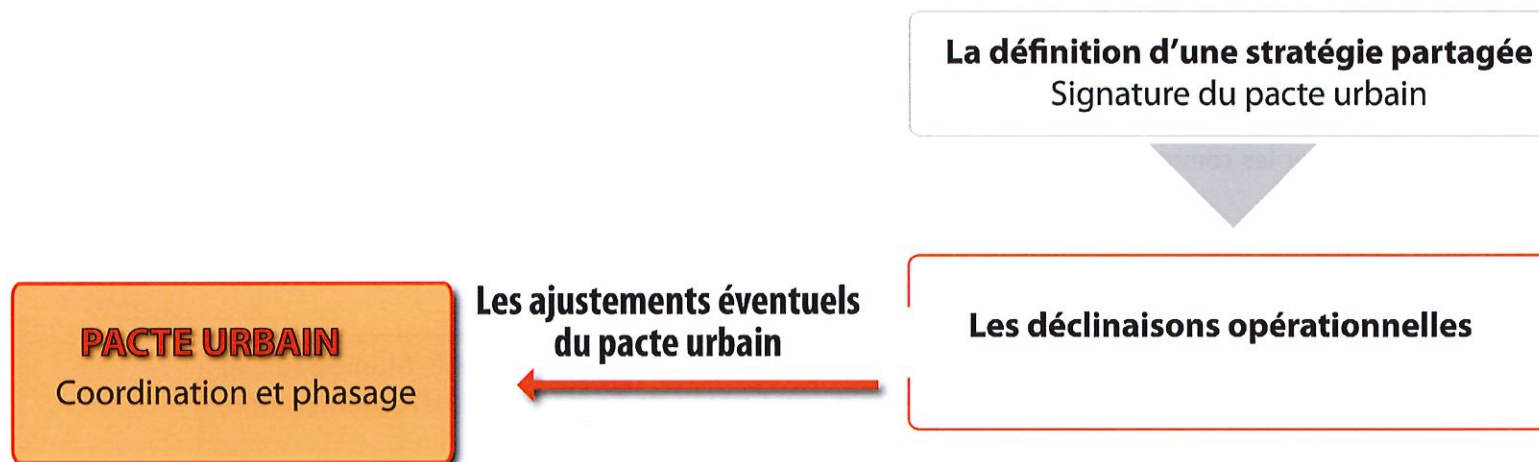 La définition d'une stratégie partagée
Signature du pacte urbain
Les ajustements éventuels
du pacte urbain
Les déclinaisons opérationnelles
PACTE URBAIN
Coordination et phasage